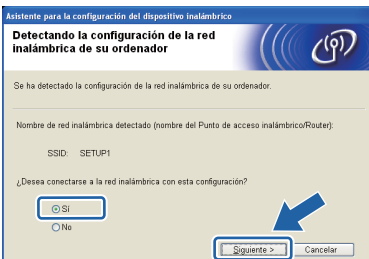 Asistente para la configuración del dispositivo inalámbrico
Detectando la configuración de la red
inalámbrica de su ordenador
Se ha detectado la configuración de la red inalámbrica de su ordenador.
Nombre de red inalámbrica detectado (nombre del Punto de acceso inalámbrico/Router):
SSID: SETUP1
¿Desea conectarse a la red inalámbrica con esta configuración?
Sí
No
Siguiente >
Cancelar